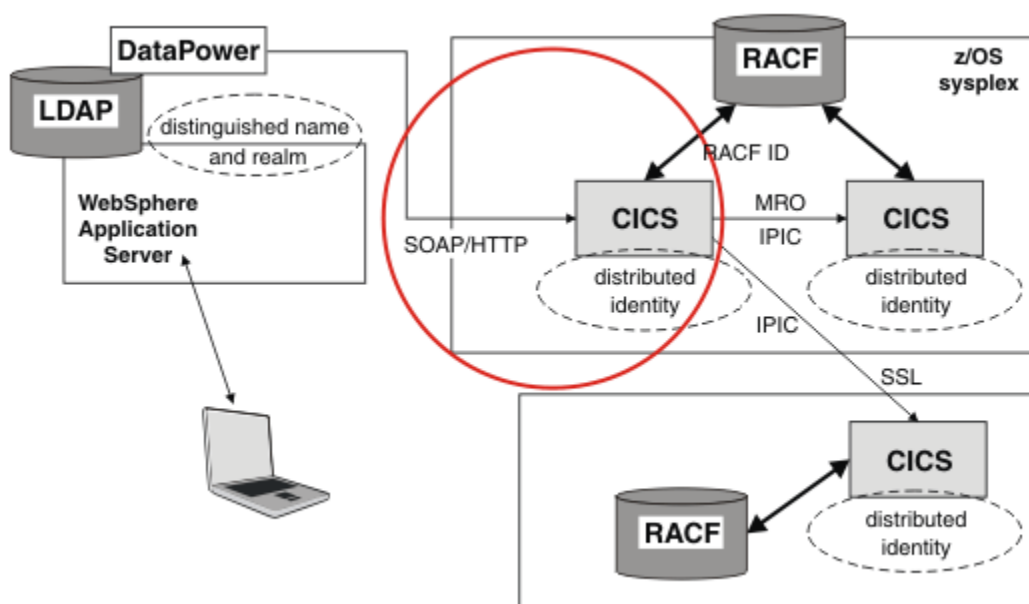 DataPower
LDAP
distinguished name
and realm
WebSphere
Application
Server
SOAP/HTTP
RACF
z/OS
sysplex
RACF ID
CICS
distributed
identity
MRO
IPIC
CICS
distributed
identity
IPIC
SSL
CICS
distributed
identity
RACF